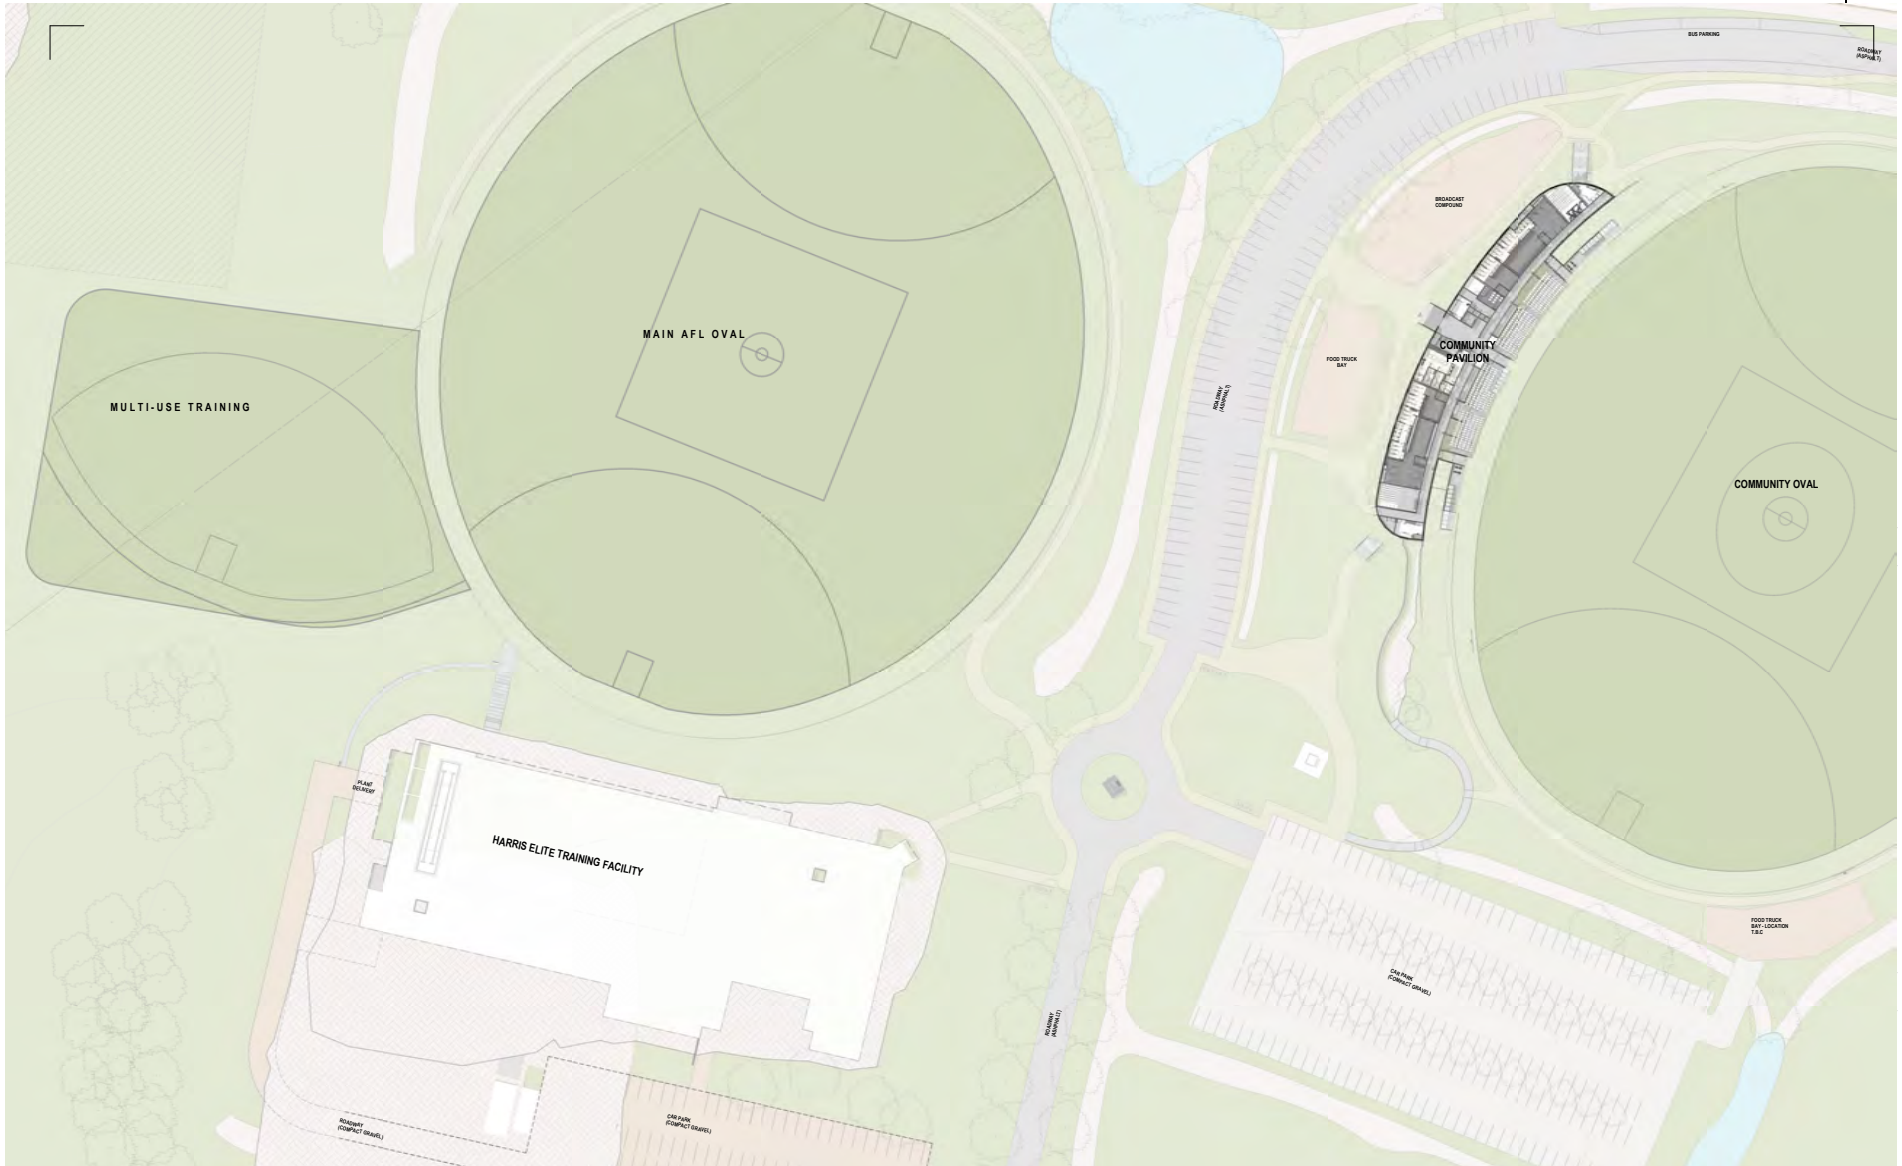 BUS PARKING
ROADWAY
(ASPHALT)
BROADCAST
COMPOUND
MAIN AFL OVAL
COMMUNITY
PAVILION
FOOD TRUCK
BAY
ROADWAY
(ASPHALT)
MULTI-USE TRAINING
COMMUNITY OVAL
PLANT
DELIVERY
HARRIS ELITE TRAINING FACILITY
FOOD TRUCK
BAY - LOCATION
T.B.C
CAR PARK
(COMPACT GRAVEL)
ROADWAY
(ASPHALT)
ROADWAY
(COMPACT GRAVEL)
CAR PARK
(COMPACT GRAVEL)